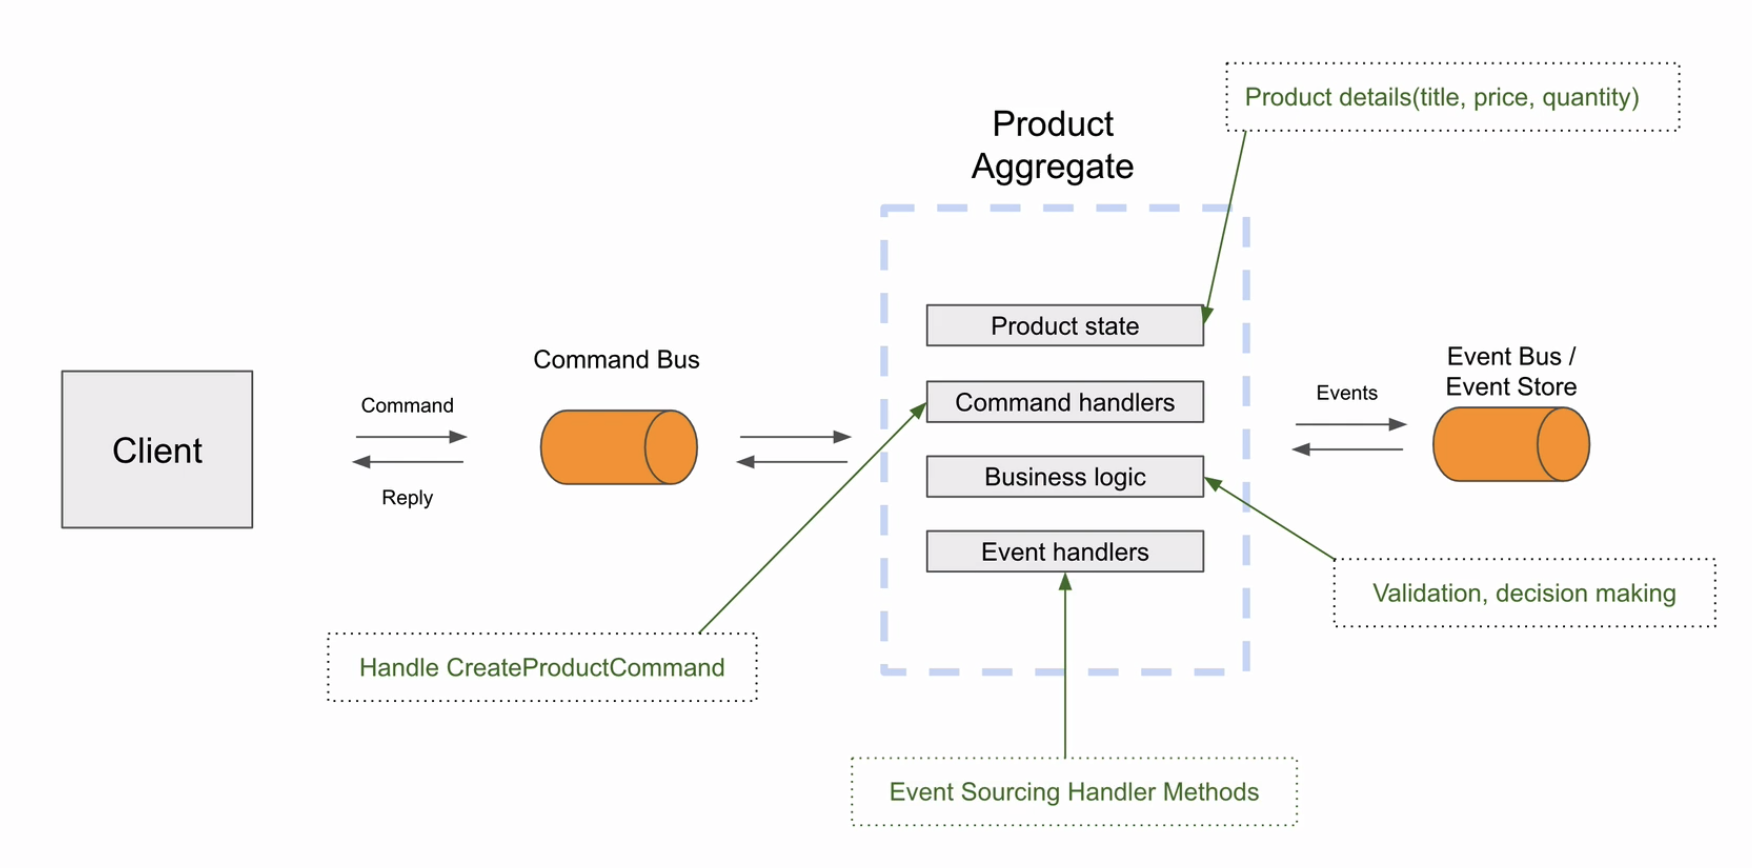 Product details(title, price, quantity)
Product
Aggregate
Product state
Command Bus
Event Bus /
Event Store
Command
Events
Command handlers
Client
Business logic
Reply
Event handlers
Validation, decision making
Handle CreateProductCommand
Event Sourcing Handler Methods